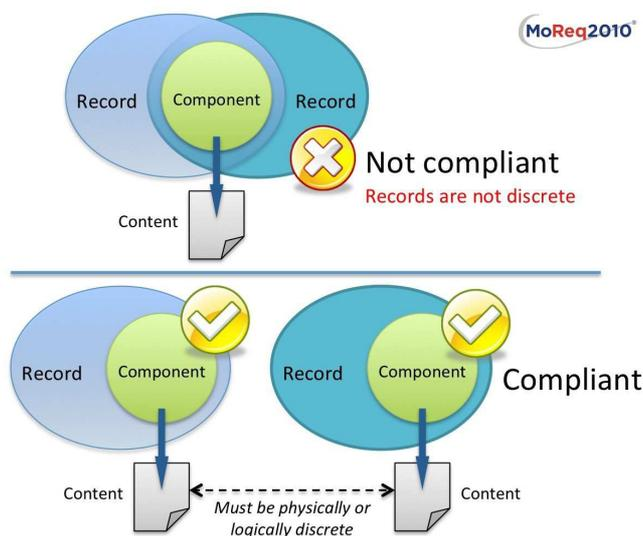 MoReq2010®
Record
Component
Record
Not compliant
Records are not discrete
Content
Record
Component
Record
Component
Compliant
Content
Content
Must be physically or
logically discrete